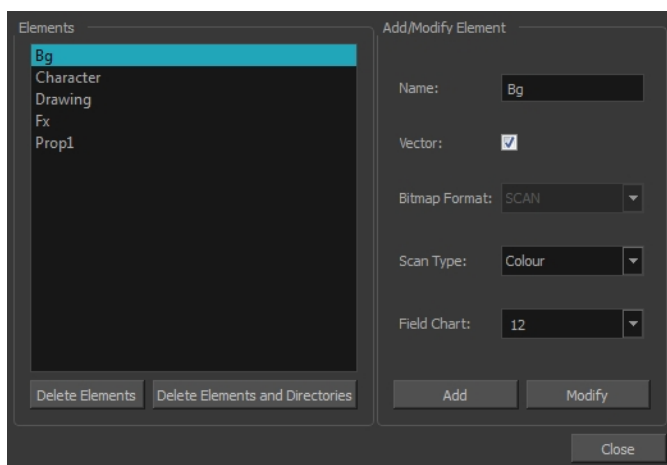 Elements
Bg
Character
Drawing
Fx
Prop1
Delete Elements
Delete Elements and Directories
Add/Modify Element
Name: Bg
Vector:
Bitmap Format: SCAN
Scan Type: Colour
Field Chart: 12
Add
Modify
Close